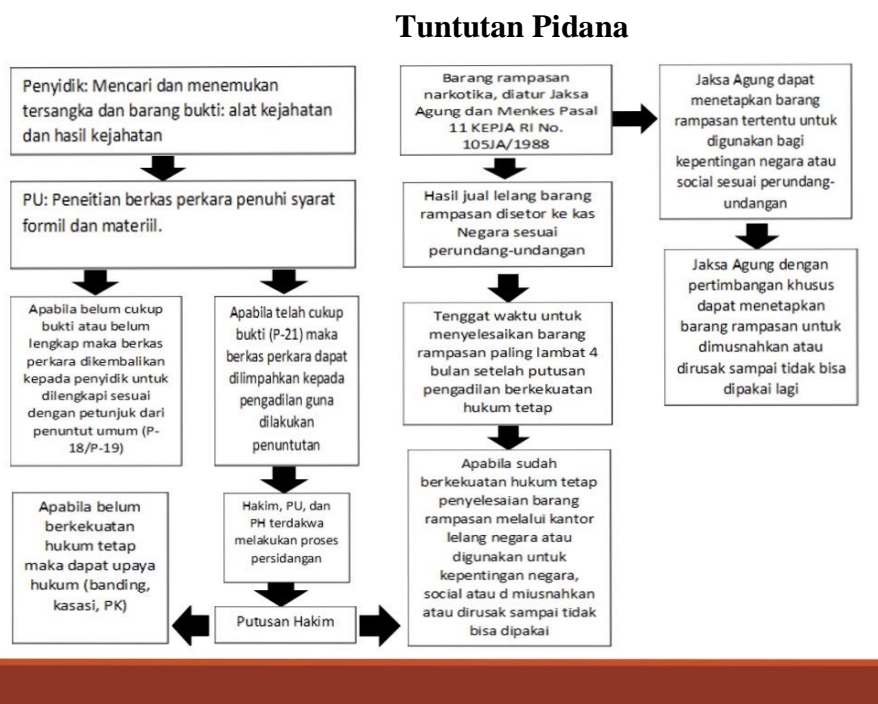 Tuntutan Pidana
Penyidik: Mencari dan menemukan
tersangka dan barang bukti: alat kejahatan
dan hasil kejahatan
PU: Peneitian berkas perkara penuhi syarat
formil dan materiil.
Apabila belum cukup
bukti atau belum
lengkap maka berkas
perkara dikembalikan
kepada penyidik untuk
dilengkapi sesuai
dengan petunjuk dari
penuntut umum (P-
18/P-19)
Apabila telah cukup
bukti (P-21) maka
berkas perkara dapat
dilimpahkan kepada
pengadilan guna
dilakukan
penuntutan
Hakim, PU, dan
PH terdakwa
melakukan proses
persidangan
Putusan Hakim
Apabila belum
berkekuatan
hukum tetap
maka dapat upaya
hukum (banding,
kasasi, PK)
Barang rampasan
narkotika, diatur Jaksa
Agung dan Menkes Pasal
11 KEPJA RI No.
105JA/1988
Hasil jual lelang barang
rampasan disetor ke kas
Negara sesuai
perundang-undangan
Tenggat waktu untuk
menyelesaikan barang
rampasan paling lambat 4
bulan setelah putusan
pengadilan berkekuatan
hukum tetap
Apabila sudah
berkekuatan hukum tetap
penyelesaian barang
rampasan melalui kantor
lelang negara atau
digunakan untuk
kepentingan negara,
social atau d miusnahkan
atau dirusak sampai tidak
bisa dipakai
Jaksa Agung dapat
menetapkan barang
rampasan tertentu untuk
digunakan bagi
kepentingan negara atau
social sesuai perundang-
undangan
Jaksa Agung dengan
pertimbangan khusus
dapat menetapkan
barang rampasan untuk
dimusnahkan atau
dirusak sampai tidak bisa
dipakai lagi